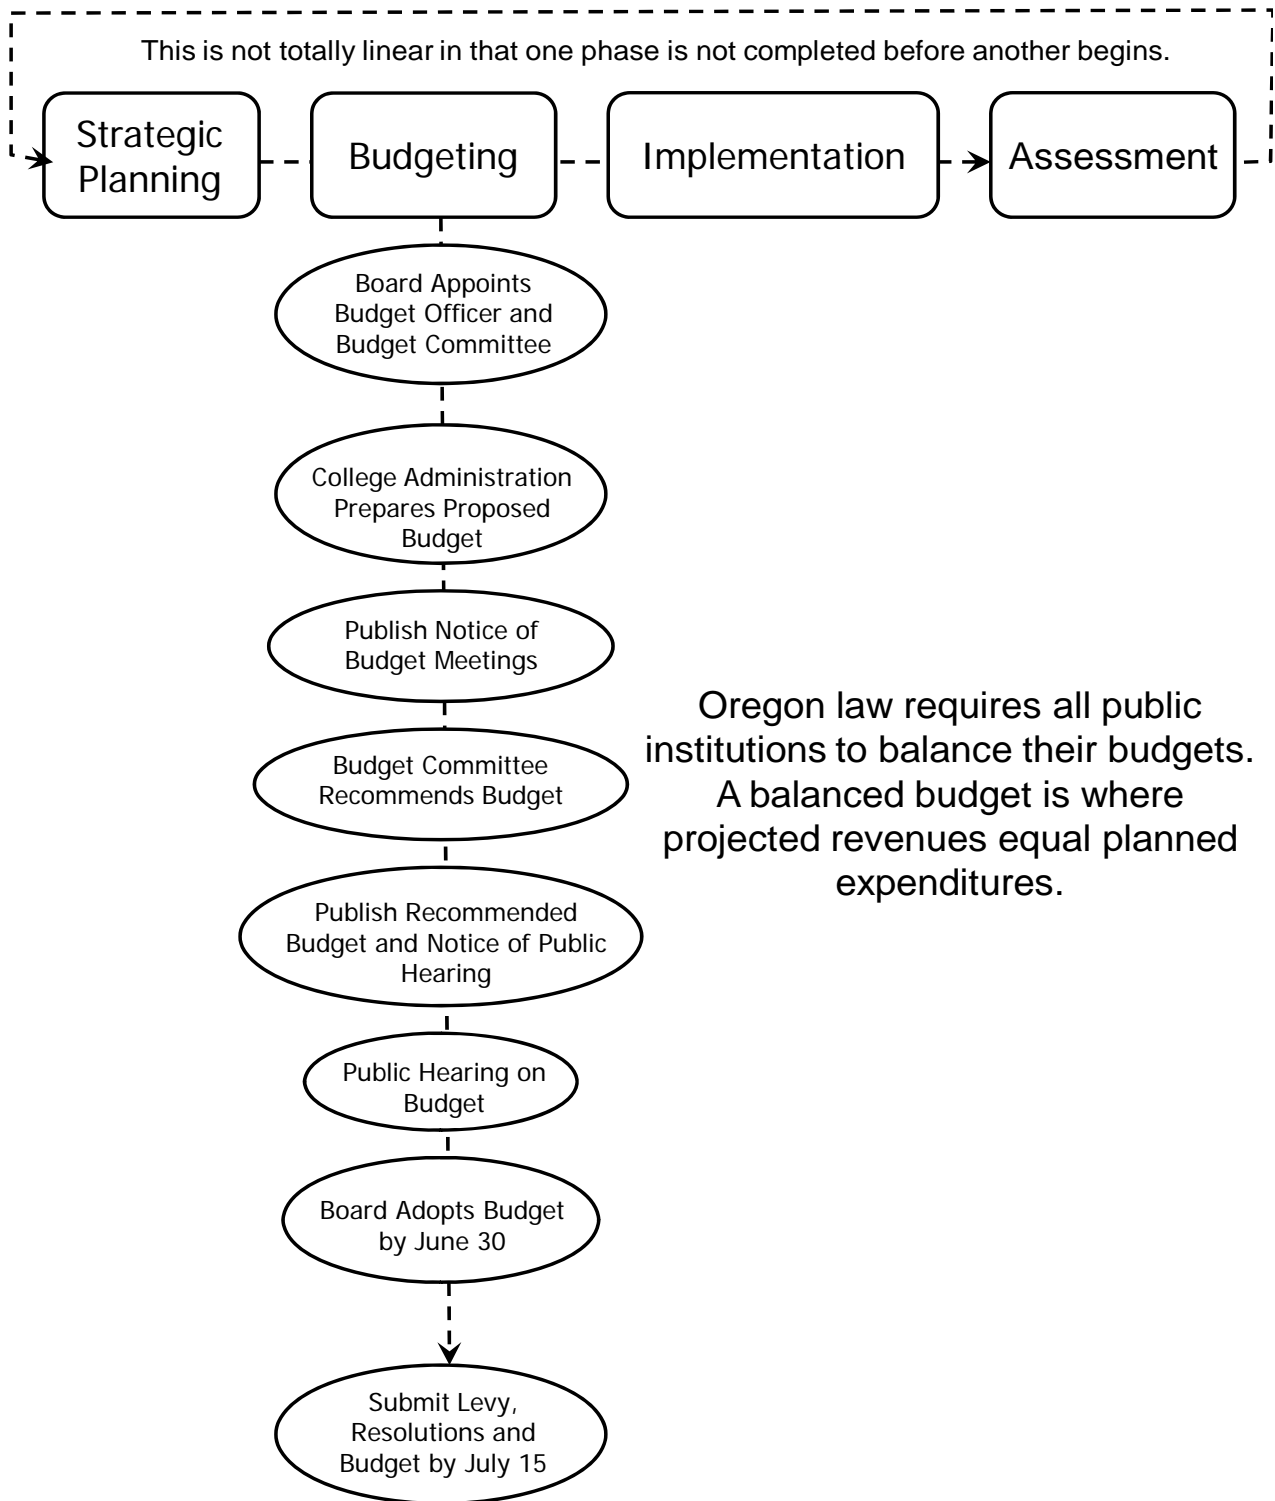 This is not totally linear in that one phase is not completed before another begins.
Strategic
Planning
Budgeting
Implementation
Assessment
Board Appoints
Budget Officer and
Budget Committee
College Administration
Prepares Proposed
Budget
Publish Notice of
Budget Meetings
Budget Committee
Recommends Budget
Oregon law requires all public
institutions to balance their budgets.
A balanced budget is where
projected revenues equal planned
expenditures.
Publish Recommended
Budget and Notice of Public
Hearing
Public Hearing on
Budget
Board Adopts Budget
by June 30
Submit Levy,
Resolutions and
Budget by July 15